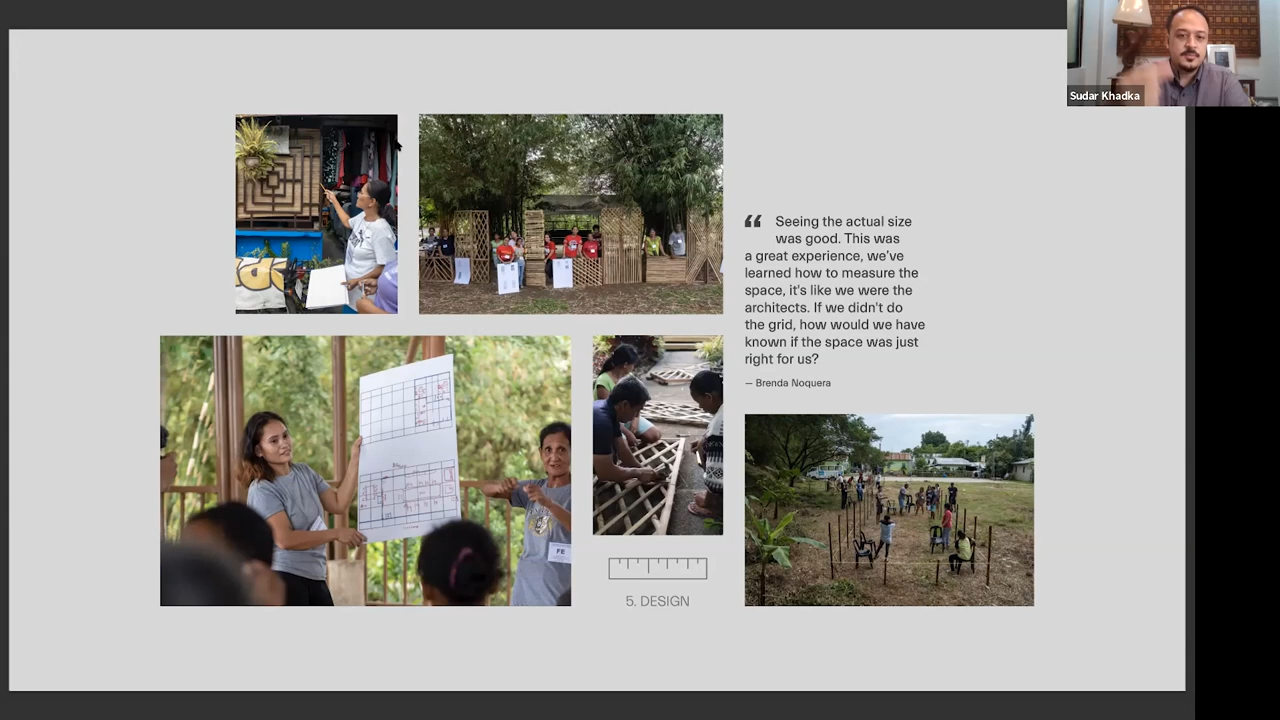 Sudar Khadka
“ Seeing the actual size
was good. This was
a great experience, we've
learned how to measure the
space, it's like we were the
architects. If we didn't do
the grid, how would we have
known if the space was just
right for us?
— Brenda Noquera
FE
5. DESIGN